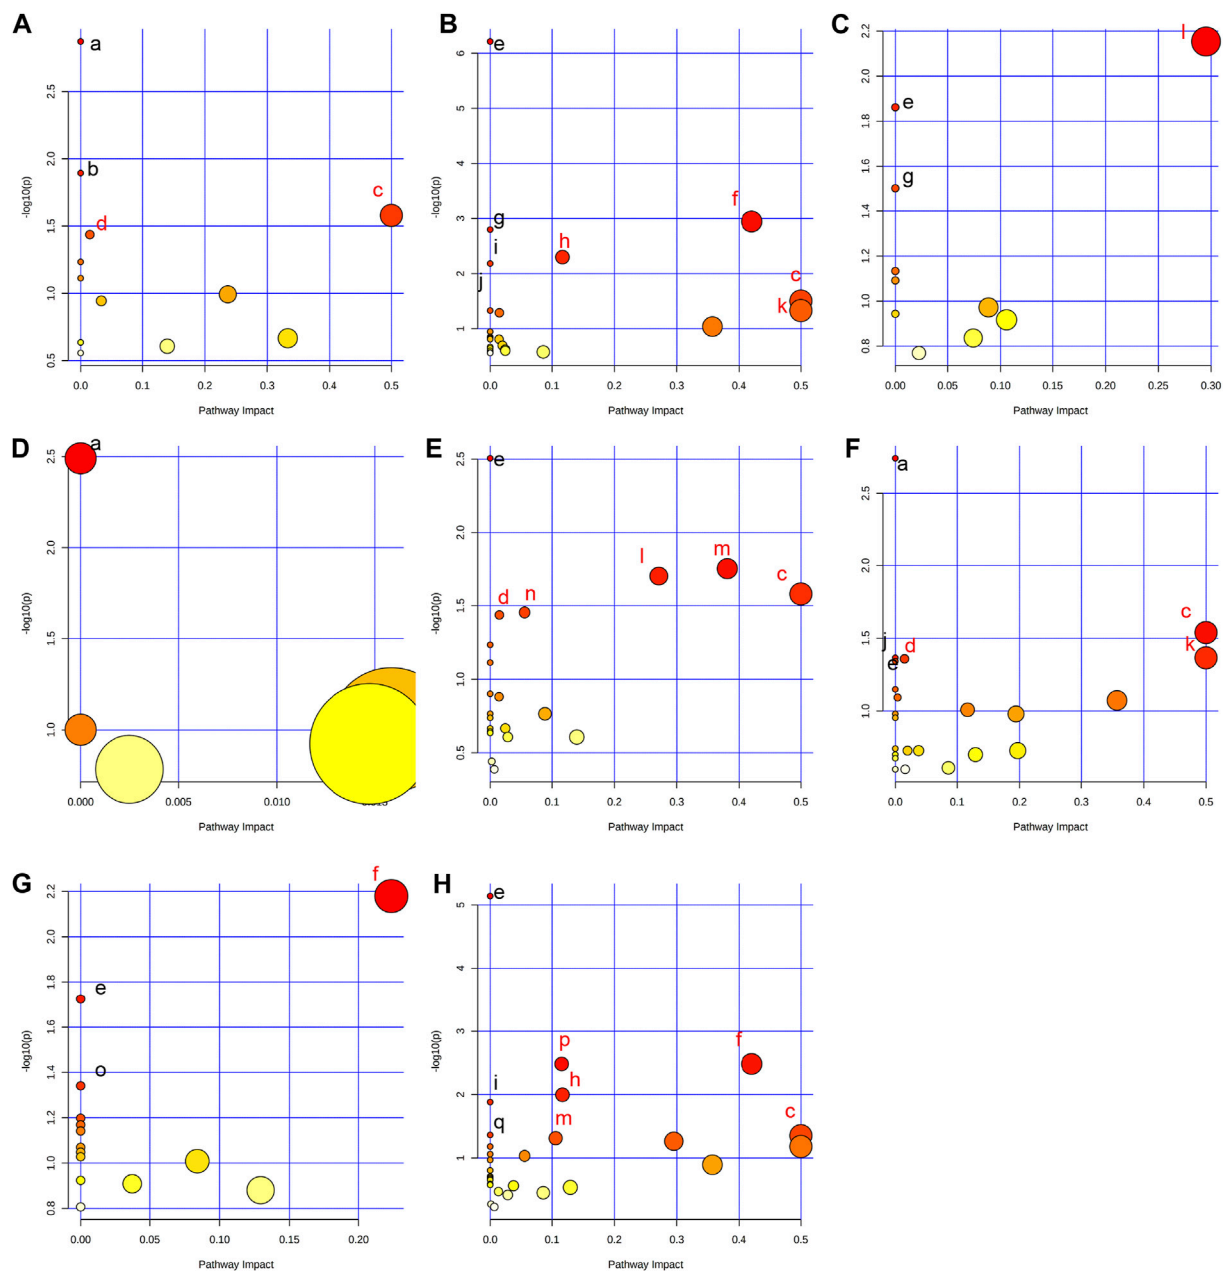 A
a
b
c
d
-log10(p)
0.5 1.0 1.5 2.0 2.5
0.0 0.1 0.2 0.3 0.4 0.5
Pathway Impact
B
e
f
g
h
i
j
c
k
-log10(p)
1 2 3 4 5 6
0.0 0.1 0.2 0.3 0.4 0.5
Pathway Impact
C
l
e
g
-log10(p)
0.8 1.0 1.2 1.4 1.6 1.8 2.0 2.2
0.00 0.05 0.10 0.15 0.20 0.25 0.30
Pathway Impact
D
a
-log10(p)
1.0 1.5 2.0 2.5
0.000 0.005 0.010 0.015
Pathway Impact
E
e
l
m
c
d
n
-log10(p)
0.5 1.0 1.5 2.0 2.5
0.0 0.1 0.2 0.3 0.4 0.5
Pathway Impact
F
a
c
k
j
d
e
-log10(p)
1.0 1.5 2.0 2.5
0.0 0.1 0.2 0.3 0.4 0.5
Pathway Impact
G
f
e
o
-log10(p)
0.8 1.0 1.2 1.4 1.6 1.8 2.0 2.2
0.00 0.05 0.10 0.15 0.20
Pathway Impact
H
e
p
f
h
i
m
q
c
-log10(p)
1 2 3 4 5
0.0 0.1 0.2 0.3 0.4 0.5
Pathway Impact